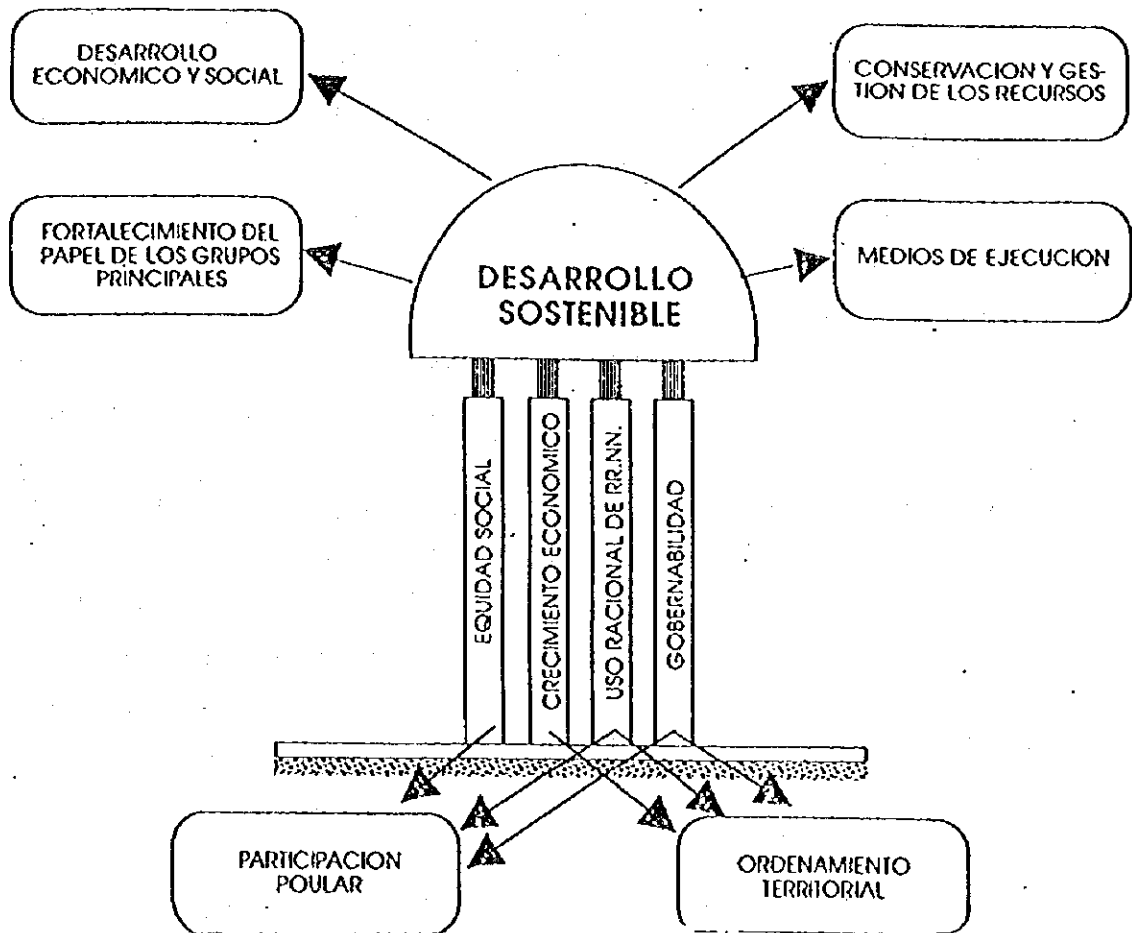 DESARROLLO
ECONOMICO Y SOCIAL
CONSERVACION Y GES-
TION DE LOS RECURSOS
FORTALECIMIENTO DEL
PAPEL DE LOS GRUPOS
PRINCIPALES
MEDIOS DE EJECUCION
DESARROLLO
SOSTENIBLE
EQUIDAD SOCIAL
CRECIMIENTO ECONOMICO
USO RACIONAL DE RR.NN.
GOBERNABILIDAD
PARTICIPACION
POULAR
ORDENAMIENTO
TERRITORIAL